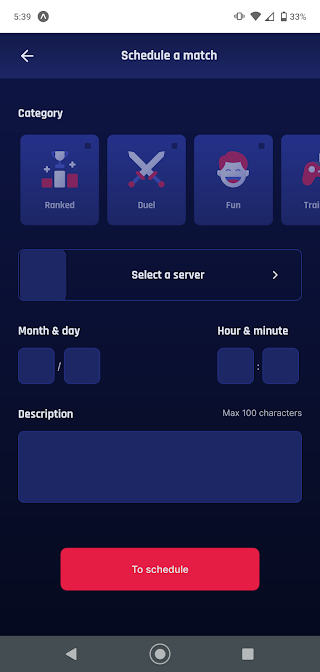 5:39
33%
Schedule a match
Category
Ranked
Duel
Fun
Trai
Select a server
Month & day
Hour & minute
/
:
Description
Max 100 characters
To schedule